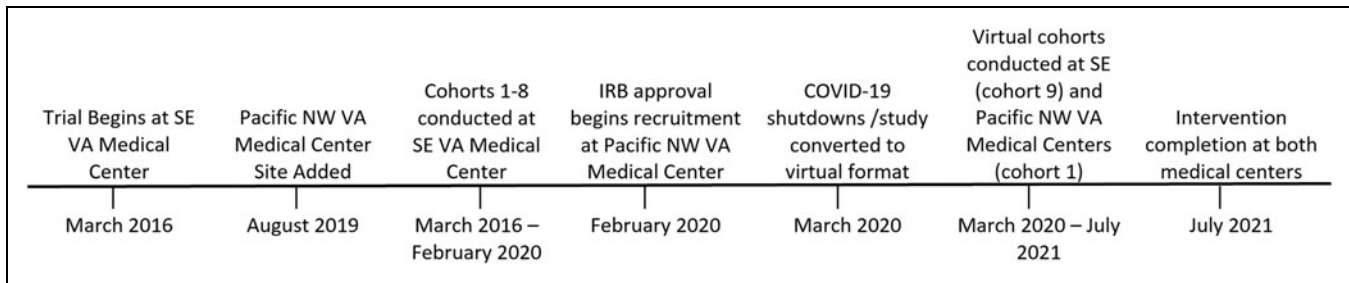 Trial Begins at SE
VA Medical
Center
March 2016
Pacific NW VA
Medical Center
Site Added
August 2019
Cohorts 1-8
conducted at
SE VA Medical
Center
March 2016 –
February 2020
IRB approval
begins recruitment
at Pacific NW VA
Medical Center
February 2020
COVID-19
shutdowns /study
converted to
virtual format
March 2020
Virtual cohorts
conducted at SE
(cohort 9) and
Pacific NW VA
Medical Centers
(cohort 1)
March 2020 – July
2021
Intervention
completion at both
medical centers
July 2021